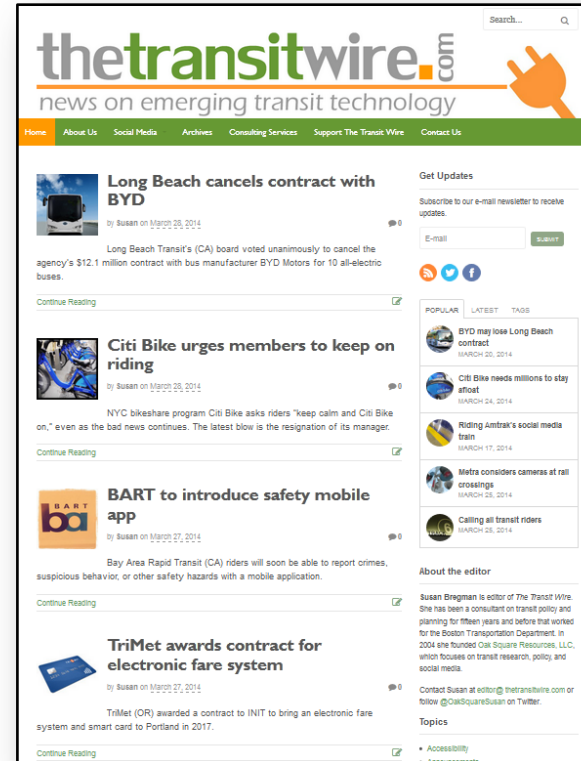 Search...
thetransitwire.com
news on emerging transit technology
Home About Us Social Media Archives Consulting Services Support The Transit Wire Contact Us
Long Beach cancels contract with
BYD
by Susan on March 28, 2014 0
Long Beach Transit's (CA) board voted unanimously to cancel the
agency's $12.1 million contract with bus manufacturer BYD Motors for 10 all-electric
buses.
Continue Reading
Citi Bike urges members to keep on
riding
by Susan on March 28, 2014 0
NYC bikeshare program Citi Bike asks riders "keep calm and Citi Bike
on," even as the bad news continues. The latest blow is the resignation of its manager.
Continue Reading
BART
ba
BART to introduce safety mobile
app
by Susan on March 27, 2014 0
Bay Area Rapid Transit (CA) riders will soon be able to report crimes,
suspicious behavior, or other safety hazards with a mobile application.
Continue Reading
TriMet awards contract for
electronic fare system
by Susan on March 27, 2014 0
TriMet (OR) awarded a contract to INIT to bring an electronic fare
system and smart card to Portland in 2017.
Continue Reading
Get Updates
Subscribe to our e-mail newsletter to receive
updates.
E-mail SUBMIT
POPULAR LATEST TAGS
BYD may lose Long Beach
contract
MARCH 20, 2014
Citi Bike needs millions to stay
afloat
MARCH 24, 2014
Riding Amtrak's social media
train
MARCH 17, 2014
Metra considers cameras at rail
crossings
MARCH 25, 2014
Calling all transit riders
MARCH 25, 2014
About the editor
Susan Bregman is editor of The Transit Wire.
She has been a consultant on transit policy and
planning for fifteen years and before that worked
for the Boston Transportation Department. In
2004 she founded Oak Square Resources, LLC,
which focuses on transit research, policy, and
social media.
Contact Susan at editor@ thetransitwire.com or
follow @OakSquareSusan on Twitter.
Topics
Accessibility